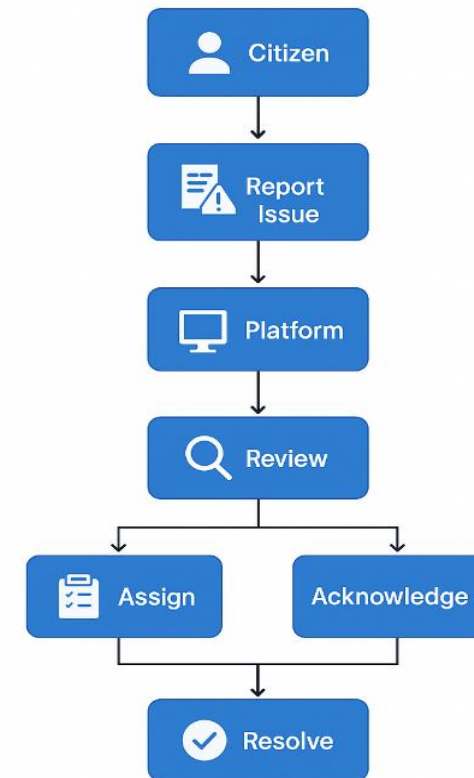 Citizen
Report
Issue
Platform
Review
Assign
Acknowledge
Resolve